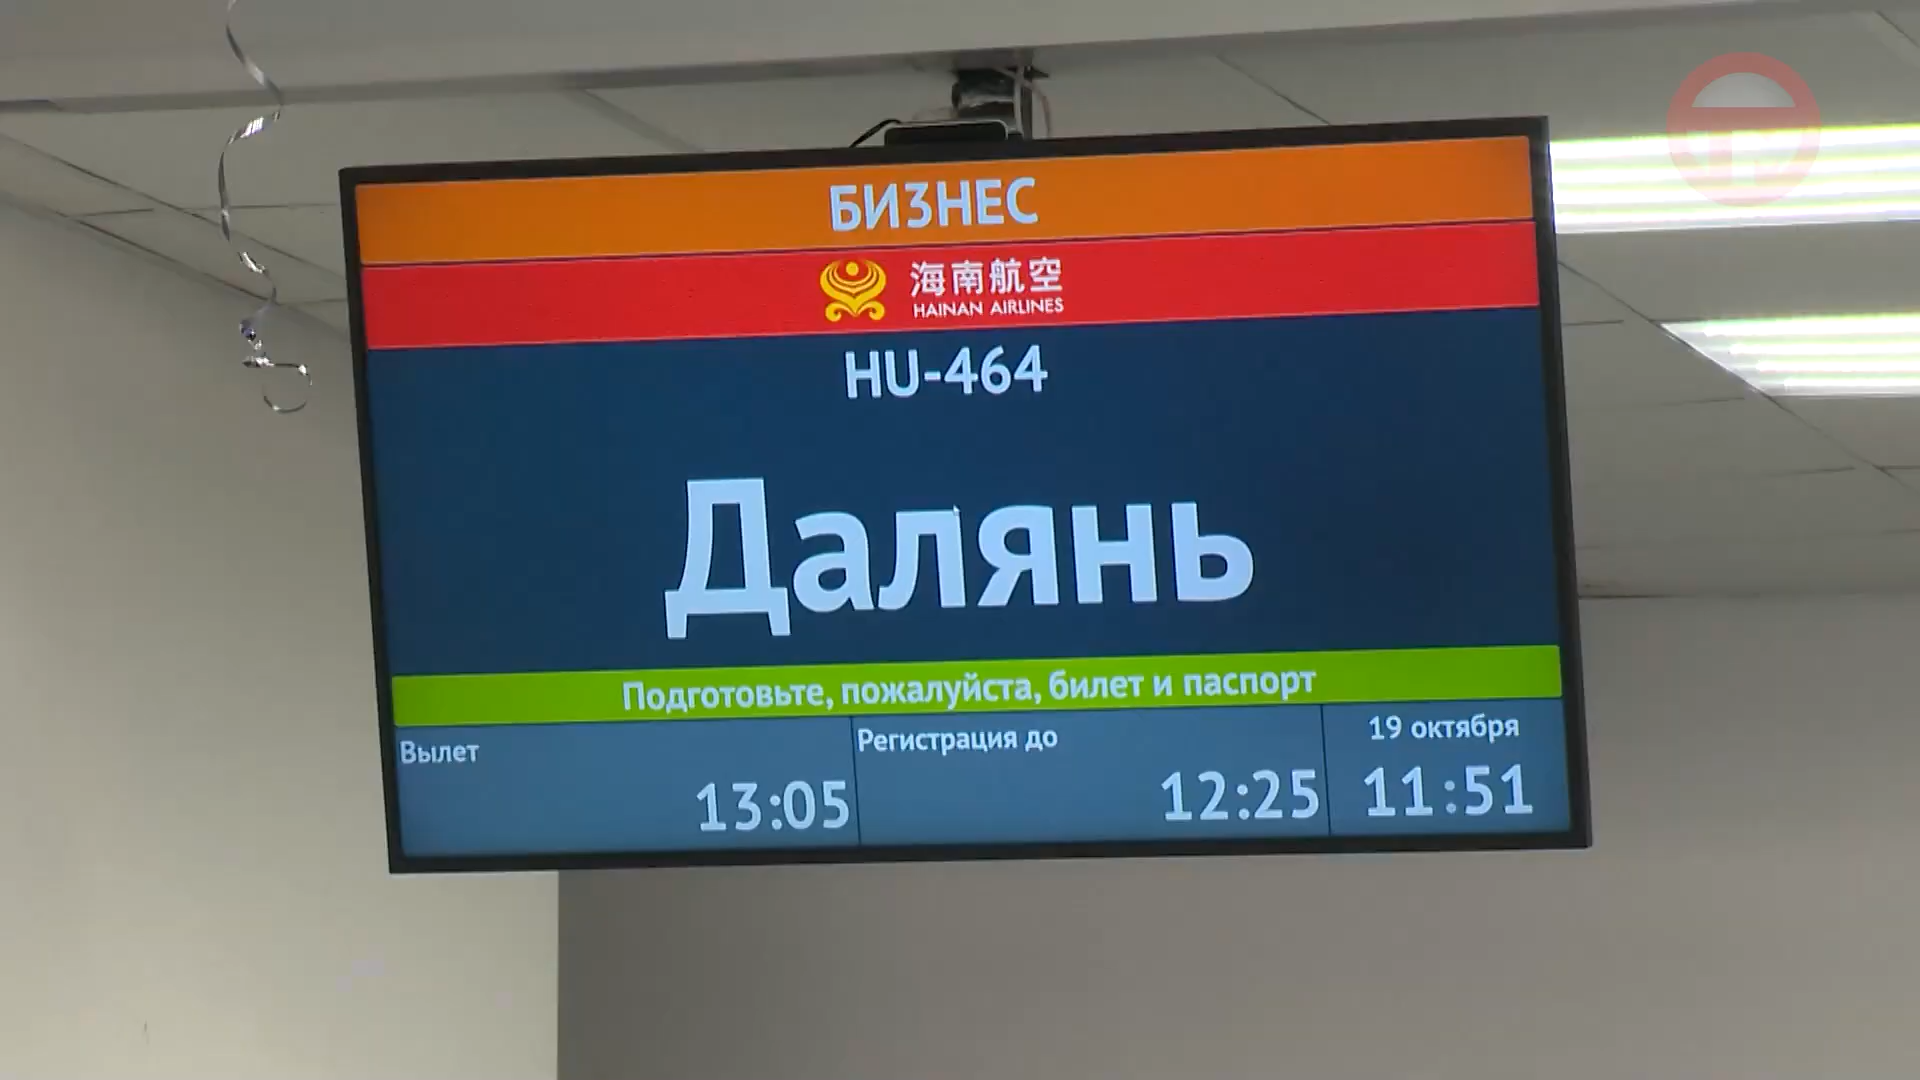 БИЗНЕС
海南航空
HAINAN AIRLINES
HU-464
Далянь
Подготовьте, пожалуйста, билет и паспорт
Вылет
13:05
Регистрация до
12:25
19 октября
11:51